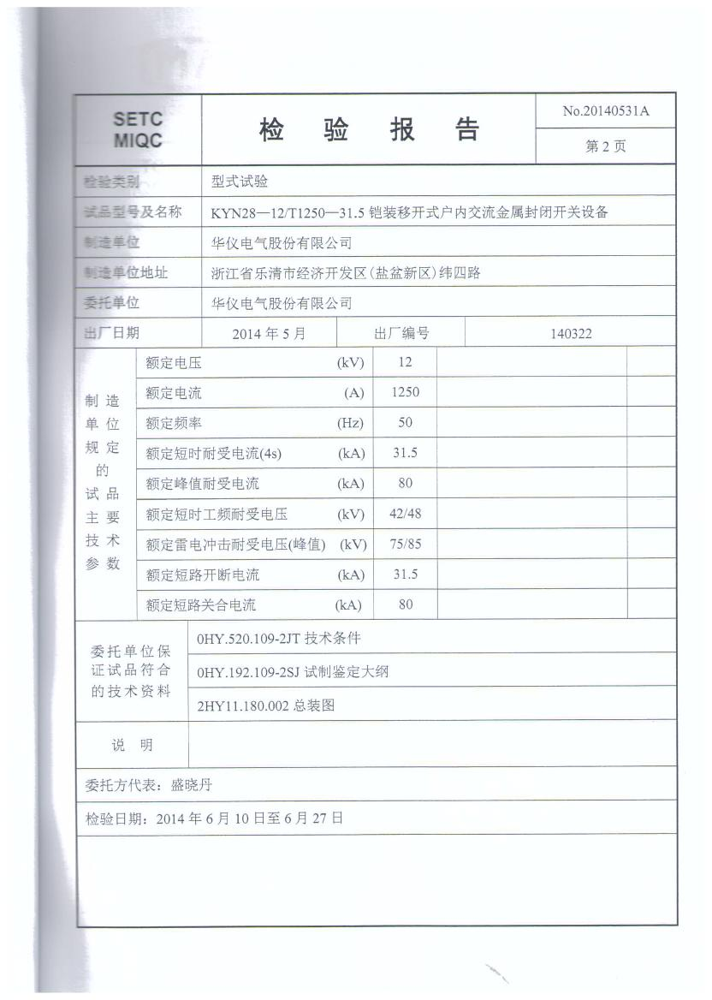 SETC
MIQC
检 验 报 告
No.20140531A
第 2 页
检验类别
型式试验
试品型号及名称
KYN28—12/T1250—31.5 铠装移开式户内交流金属封闭开关设备
制造单位
华仪电气股份有限公司
制造单位地址
浙江省乐清市经济开发区(盐盆新区)纬四路
委托单位
华仪电气股份有限公司
出厂日期
2014 年 5 月
出厂编号
140322
制 造
单 位
规 定
的
试 品
主 要
技 术
参 数
额定电压 (kV) 12
额定电流 (A) 1250
额定频率 (Hz) 50
额定短时耐受电流(4s) (kA) 31.5
额定峰值耐受电流 (kA) 80
额定短时工频耐受电压 (kV) 42/48
额定雷电冲击耐受电压(峰值) (kV) 75/85
额定短路开断电流 (kA) 31.5
额定短路关合电流 (kA) 80
委托单位保
证试品符合
的技术资料
0HY.520.109-2JT 技术条件
0HY.192.109-2SJ 试制鉴定大纲
2HY11.180.002 总装图
说 明
委托方代表：盛晓丹
检验日期：2014 年 6 月 10 日至 6 月 27 日